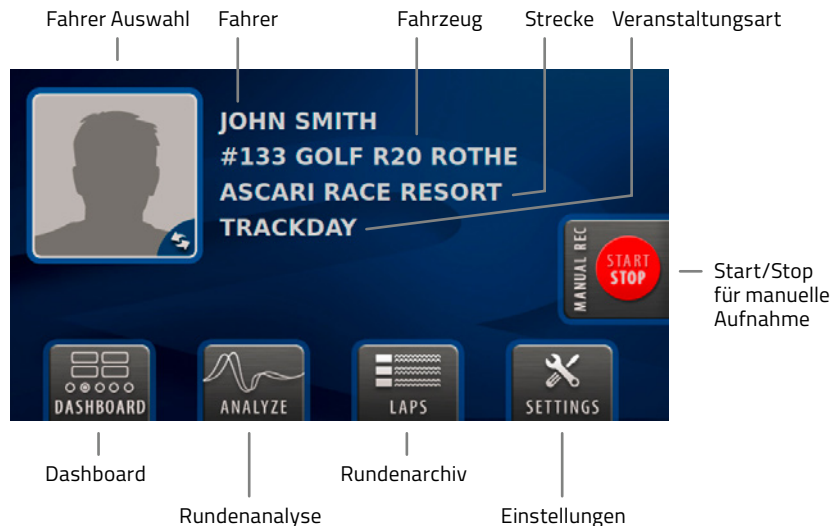 Fahrer Auswahl
Fahrer
Fahrzeug
Strecke
Veranstaltungsart
JOHN SMITH
#133 GOLF R20 ROTHE
ASCARI RACE RESORT
TRACKDAY
MANUAL REC
START
STOP
Start/Stop
für manuelle
Aufnahme
DASHBOARD
ANALYZE
LAPS
SETTINGS
Dashboard
Rundenarchiv
Rundenanalyse
Einstellungen